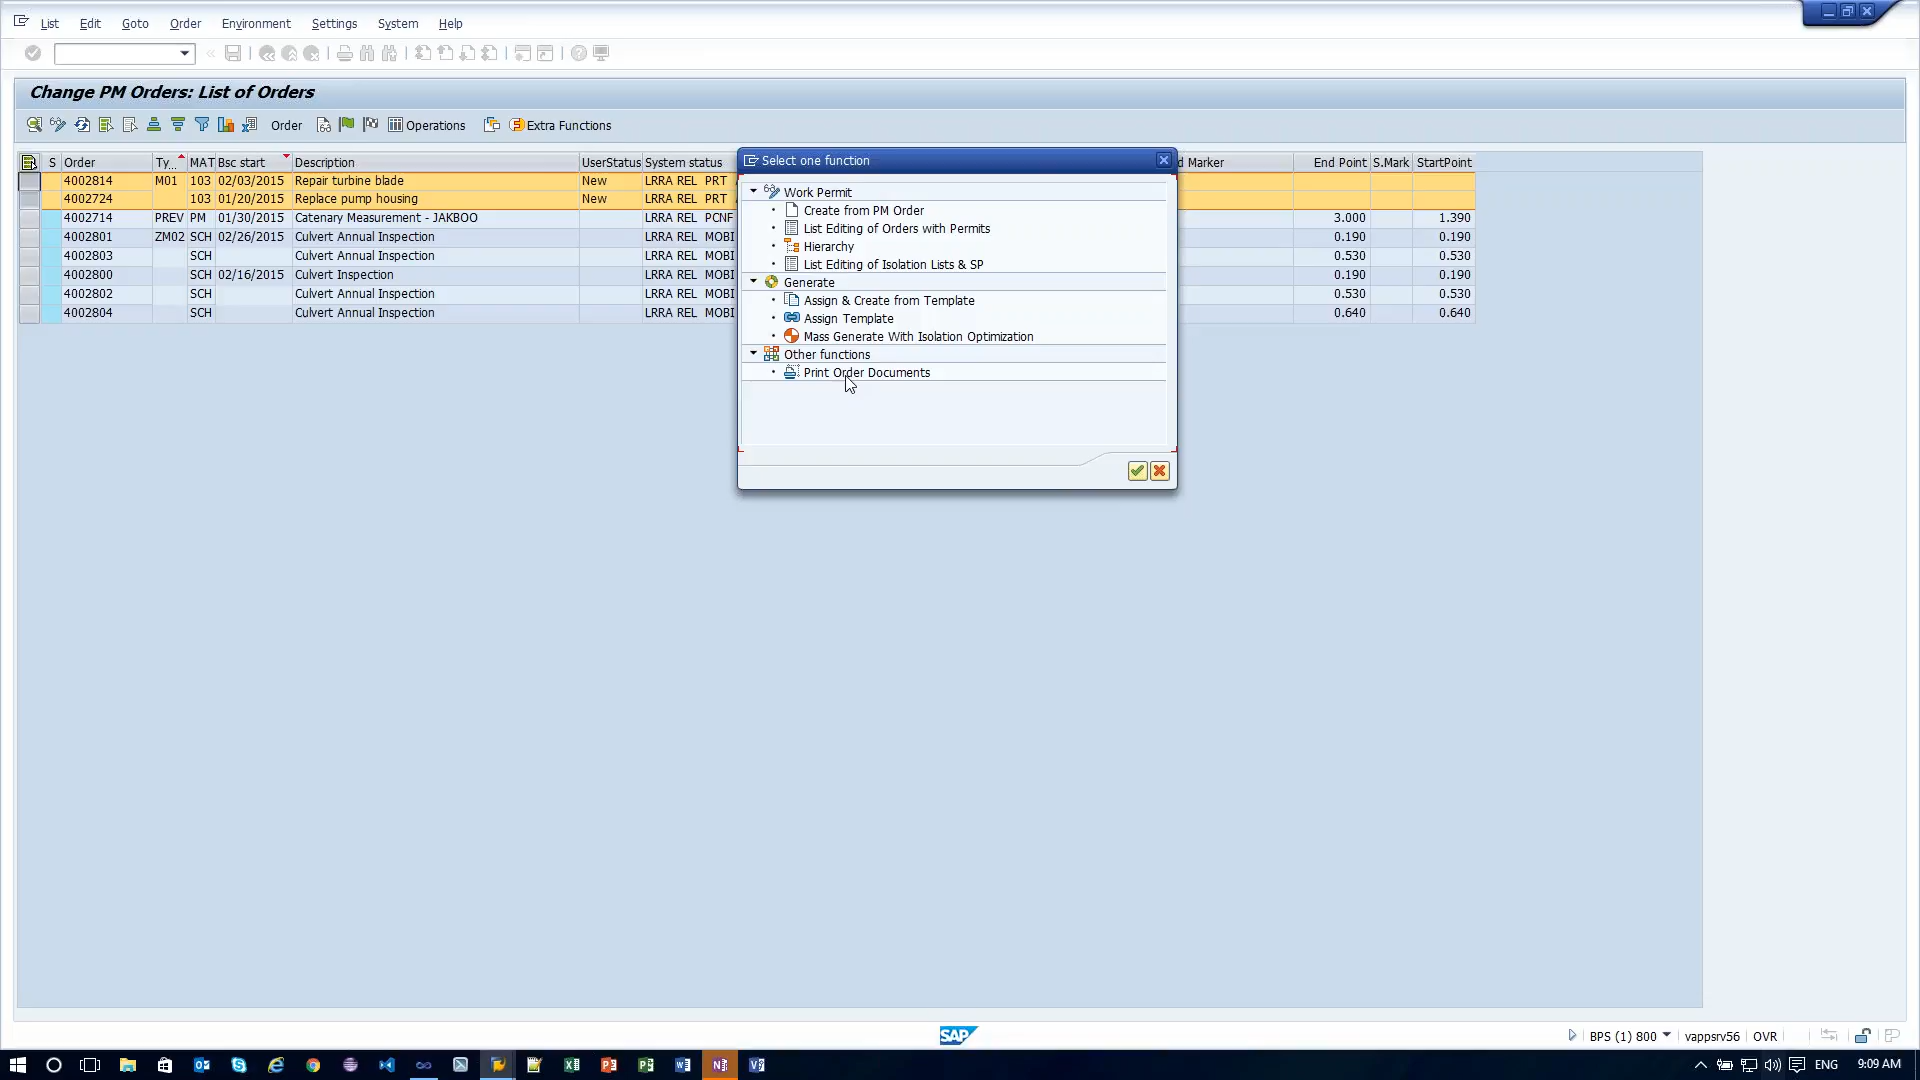 List Edit Goto Order Environment Settings System Help
Change PM Orders: List of Orders
Order Operations Extra Functions
S Order Ty... MAT Bsc start Description UserStatus System status d Marker End Point S.Mark StartPoint
4002814 M01 103 02/03/2015 Repair turbine blade New LRRA REL PRT
4002724 103 01/20/2015 Replace pump housing New LRRA REL PRT
4002714 PREV PM 01/30/2015 Catenary Measurement - JAKBOO LRRA REL PCNF 3.000 1.390
4002801 ZM02 SCH 02/26/2015 Culvert Annual Inspection LRRA REL MOBI 0.190 0.190
4002803 SCH Culvert Annual Inspection LRRA REL MOBI 0.530 0.530
4002800 SCH 02/16/2015 Culvert Inspection LRRA REL MOBI 0.190 0.190
4002802 SCH Culvert Annual Inspection LRRA REL MOBI 0.530 0.530
4002804 SCH Culvert Annual Inspection LRRA REL MOBI 0.640 0.640
Select one function
Work Permit
Create from PM Order
List Editing of Orders with Permits
Hierarchy
List Editing of Isolation Lists & SP
Generate
Assign & Create from Template
Assign Template
Mass Generate With Isolation Optimization
Other functions
Print Order Documents
SAP
BPS (1) 800 vappsrv56 OVR
ENG 9:09 AM